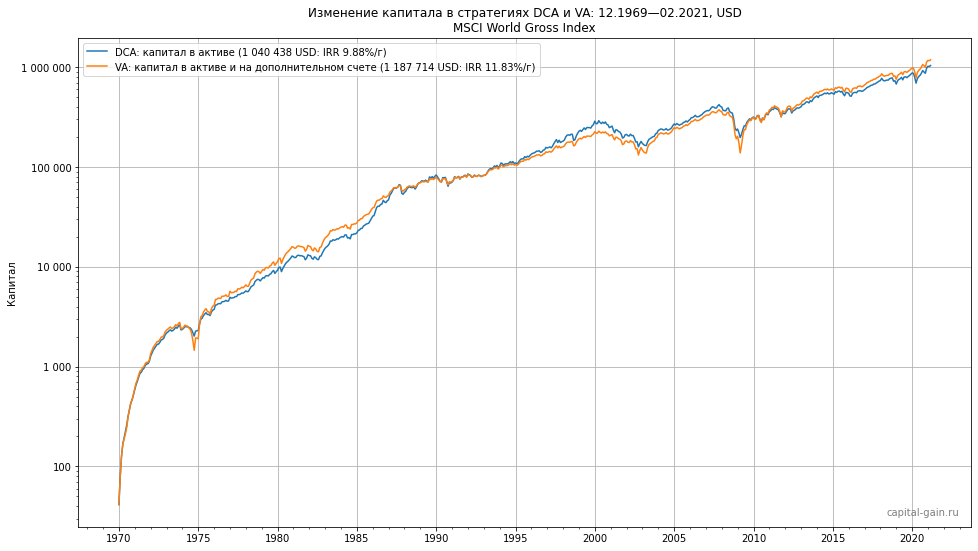 Изменение капитала в стратегиях DCA и VA: 12.1969—02.2021, USD
MSCI World Gross Index
DCA: капитал в активе (1 040 438 USD: IRR 9.88%/г)
VA: капитал в активе и на дополнительном счете (1 187 714 USD: IRR 11.83%/г)
Капитал
1 000 000
100 000
10 000
1 000
100
1970 1975 1980 1985 1990 1995 2000 2005 2010 2015 2020
capital-gain.ru